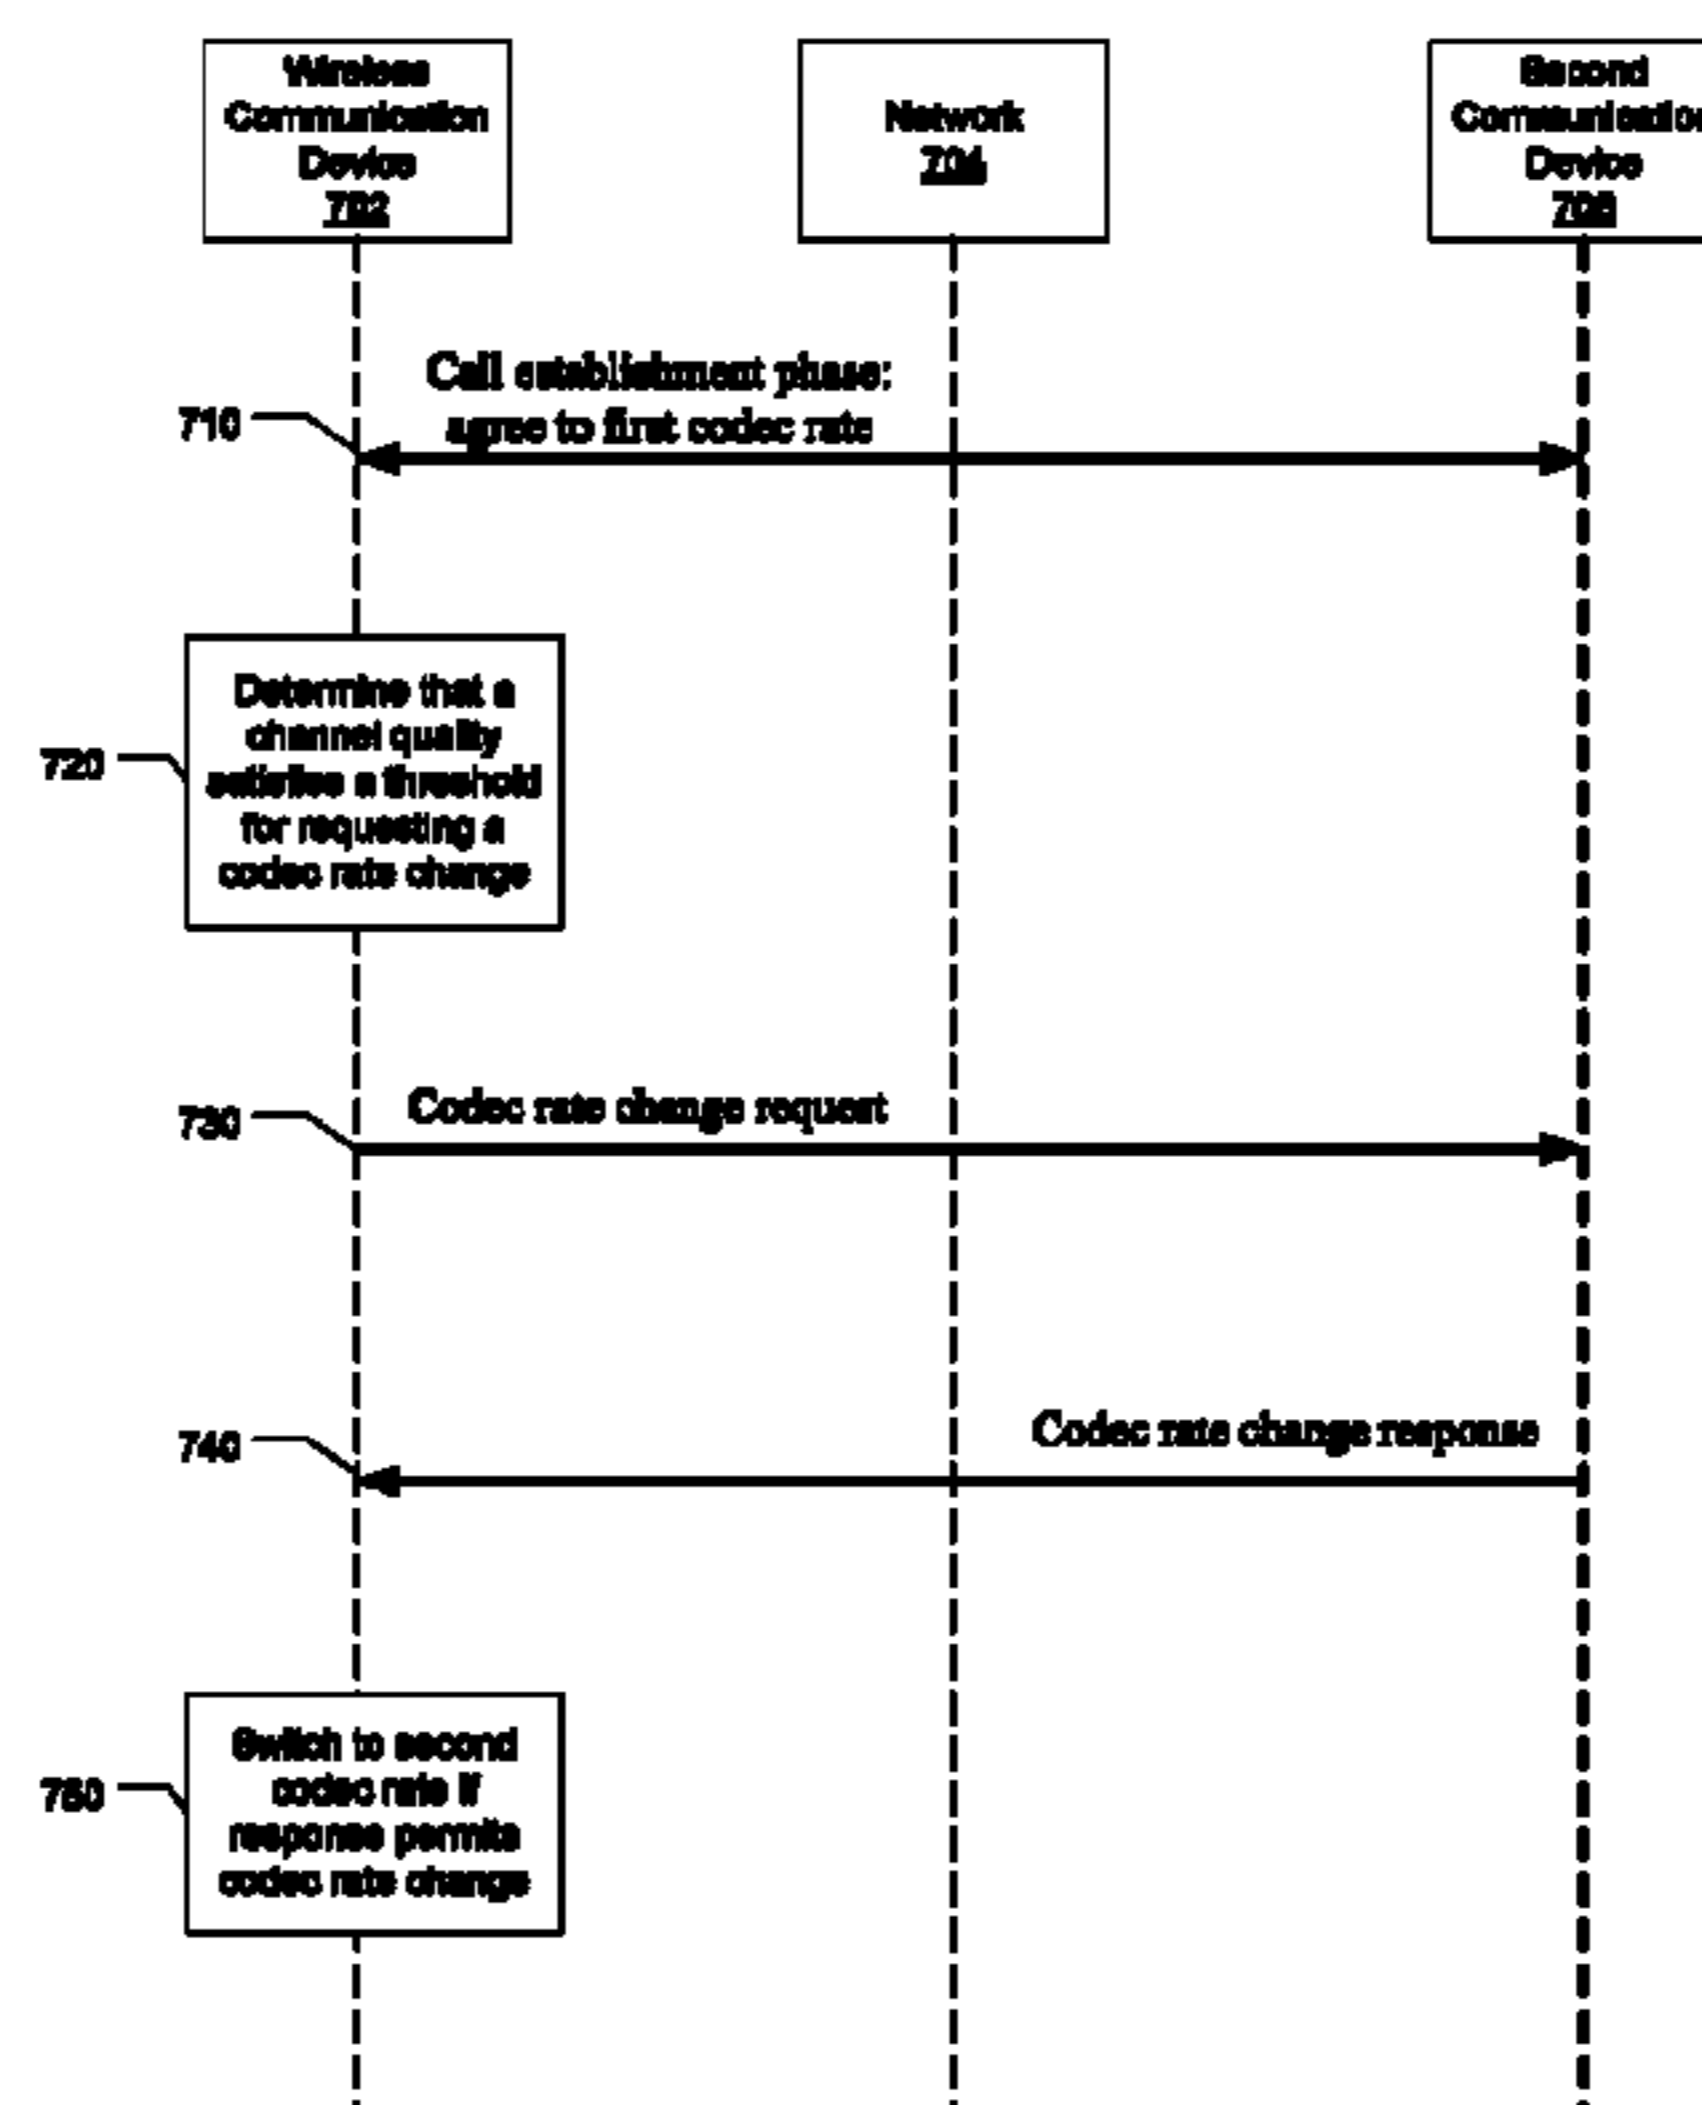 Wireless
Communication
Device
702
Network
704
Second
Communication
Device
Call establishment phase:
agree to first codec rate
710
Determine that a
channel quality
satisfies a threshold
for requesting a
codec rate change
720
Codec rate change request
730
Codec rate change response
740
Switch to second
codec rate if
response permits
codec rate change
750